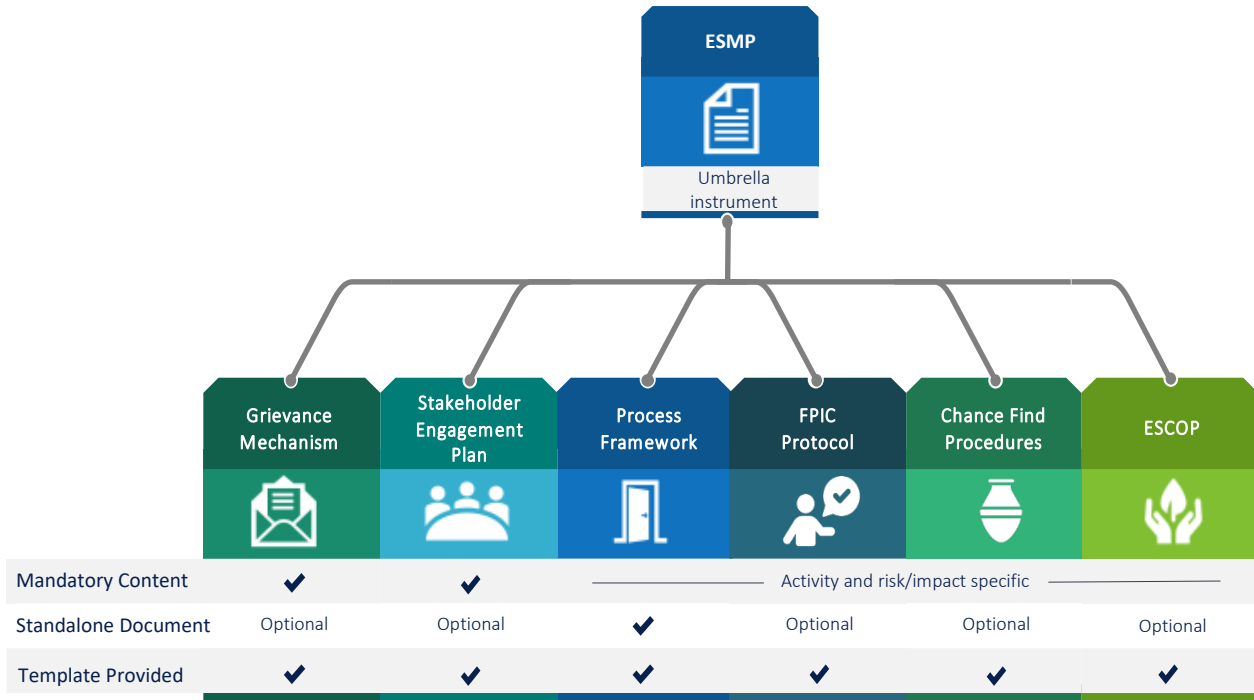 ESMP
Umbrella
instrument
Grievance
Mechanism
Stakeholder
Engagement
Plan
Process
Framework
FPIC
Protocol
Chance Find
Procedures
ESCOP
Mandatory Content
Activity and risk/impact specific
Standalone Document Optional Optional Optional Optional Optional
Template Provided